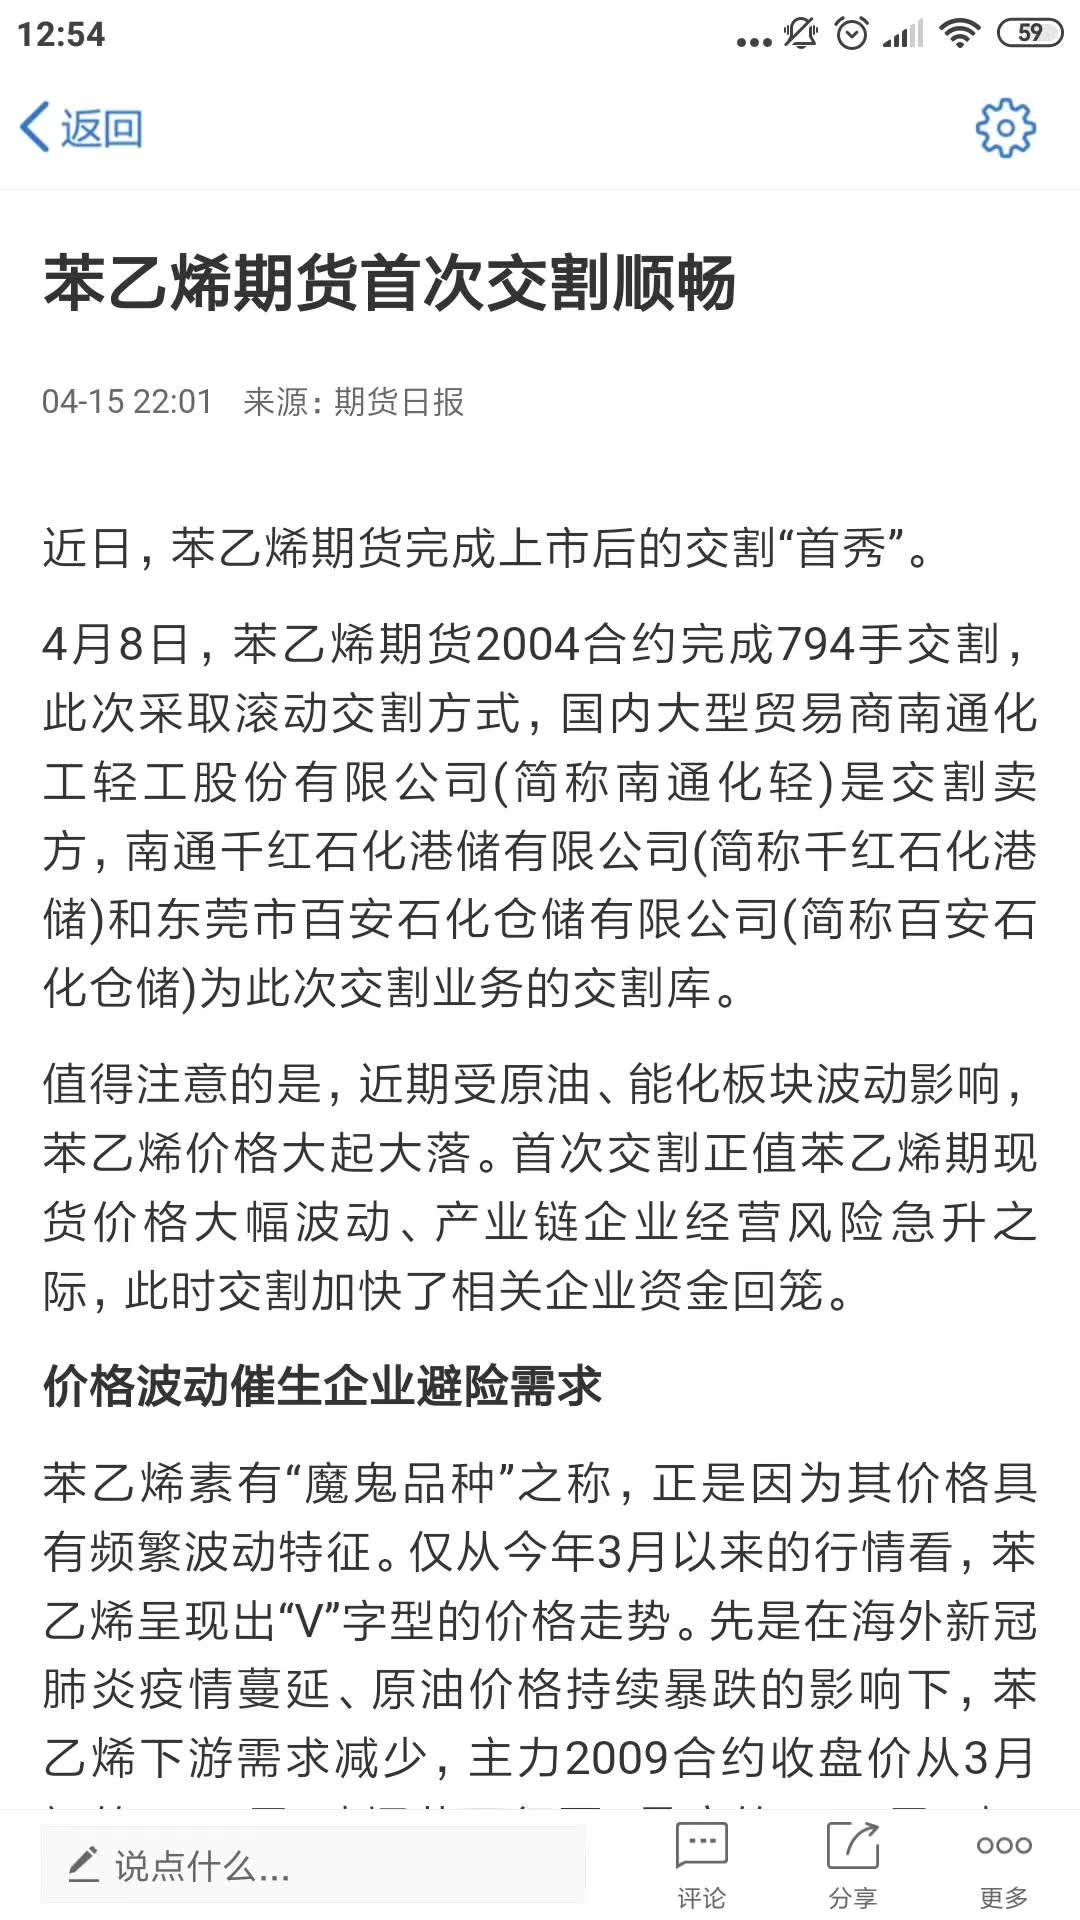 12:54
59
返回
苯乙烯期货首次交割顺畅
04-15 22:01 来源：期货日报
近日，苯乙烯期货完成上市后的交割“首秀”。
4月8日，苯乙烯期货2004合约完成794手交割，
此次采取滚动交割方式，国内大型贸易商南通化
工轻工股份有限公司(简称南通化轻)是交割卖
方，南通千红石化港储有限公司(简称千红石化港
储)和东莞市百安石化仓储有限公司(简称百安石
化仓储)为此次交割业务的交割库。
值得注意的是，近期受原油、能化板块波动影响，
苯乙烯价格大起大落。首次交割正值苯乙烯期现
货价格大幅波动、产业链企业经营风险急升之
际，此时交割加快了相关企业资金回笼。
价格波动催生企业避险需求
苯乙烯素有“魔鬼品种”之称，正是因为其价格具
有频繁波动特征。仅从今年3月以来的行情看，苯
乙烯呈现出“V”字型的价格走势。先是在海外新冠
肺炎疫情蔓延、原油价格持续暴跌的影响下，苯
乙烯下游需求减少，主力2009合约收盘价从3月
说点什么...
评论
分享
更多